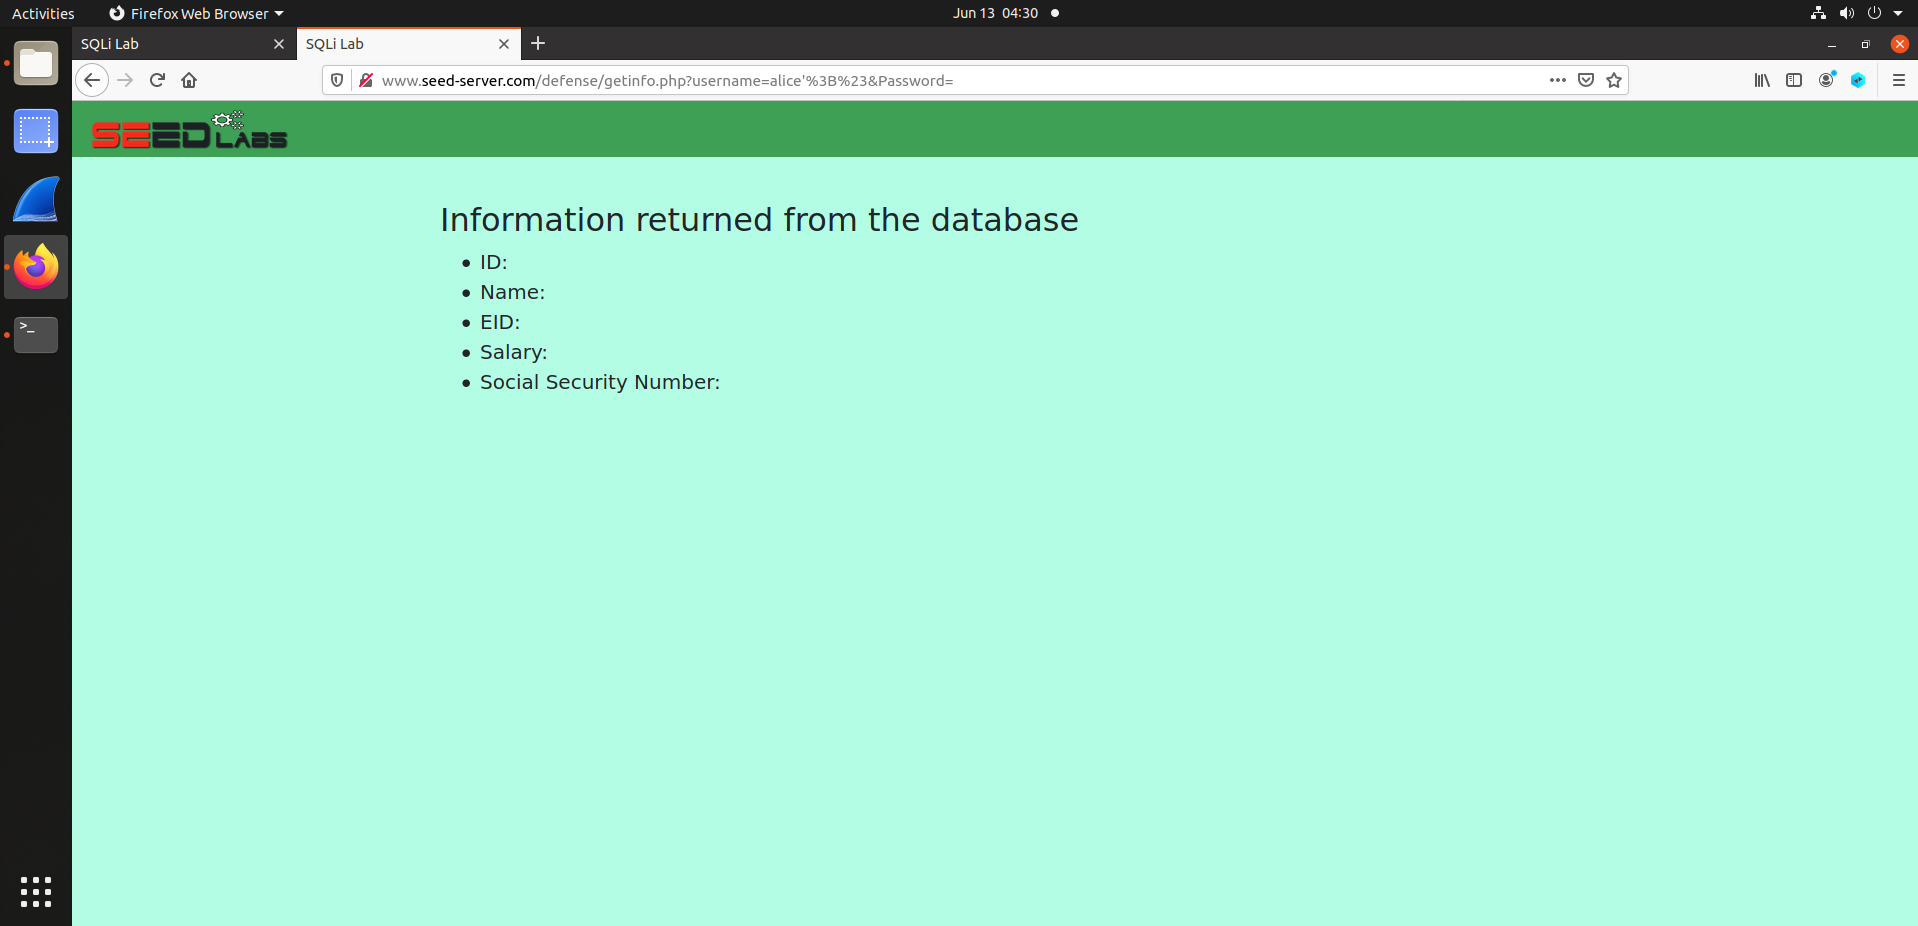 Activities Firefox Web Browser Jun 13 04:30
SQLi Lab SQLi Lab
www.seed-server.com/defense/getinfo.php?username=alice'%3B%23&Password=
SEED LABS
Information returned from the database
• ID:
• Name:
• EID:
• Salary:
• Social Security Number: